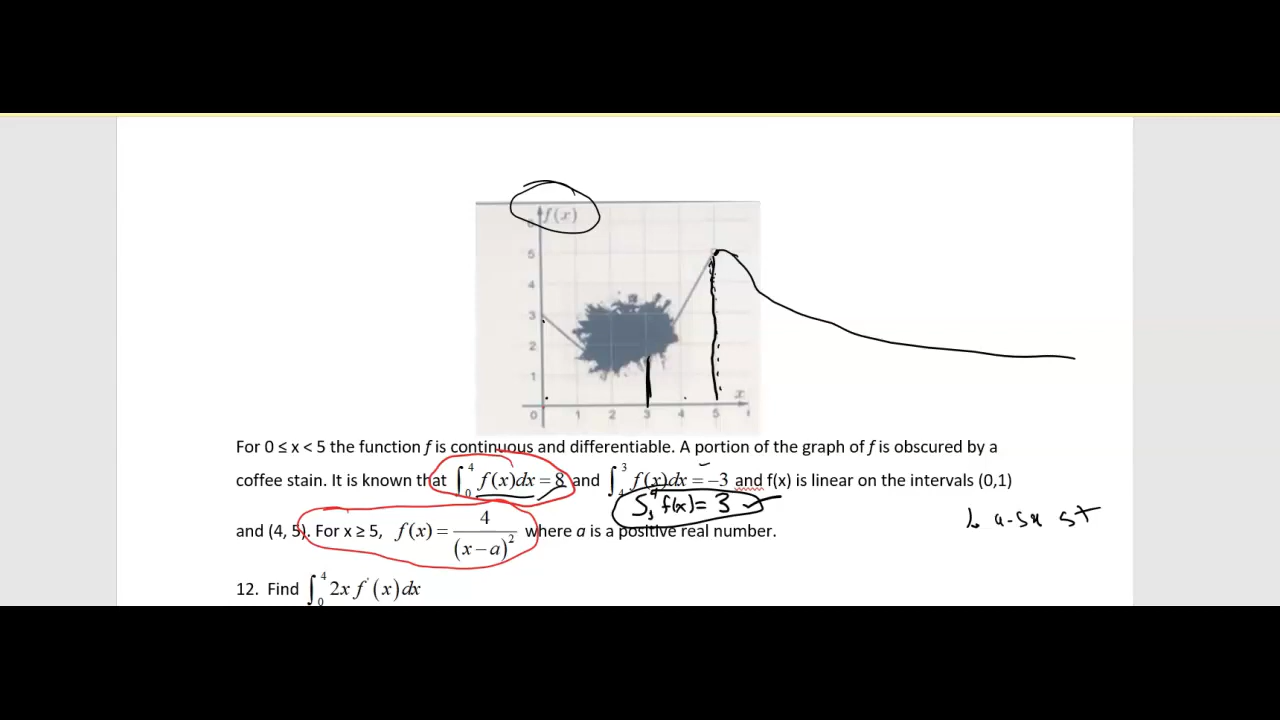 f(x)
6
5
4
3
2
1
x
0 1 2 3 4 5
For 0 ≤ x < 5 the function f is continuous and differentiable. A portion of the graph of f is obscured by a
coffee stain. It is known that ∫₀⁴ f(x)dx = 8 and ∫₄³ f(x)dx = −3 and f(x) is linear on the intervals (0,1)
∫₃⁴ f(x) = 3
and (4, 5). For x ≥ 5, f(x) = 4/(x−a)² where a is a positive real number.
12. Find ∫₀⁴ 2x f'(x)dx